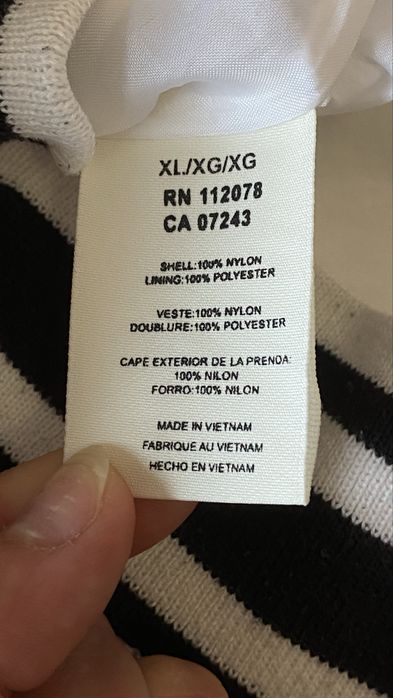 XL/XG/XG
RN 112078
CA 07243
SHELL:100% NYLON
LINING:100% POLYESTER
VESTE:100% NYLON
DOUBLURE:100% POLYESTER
CAPE EXTERIOR DE LA PRENDA:
100% NILON
FORRO:100% NILON
MADE IN VIETNAM
FABRIQUE AU VIETNAM
HECHO EN VIETNAM